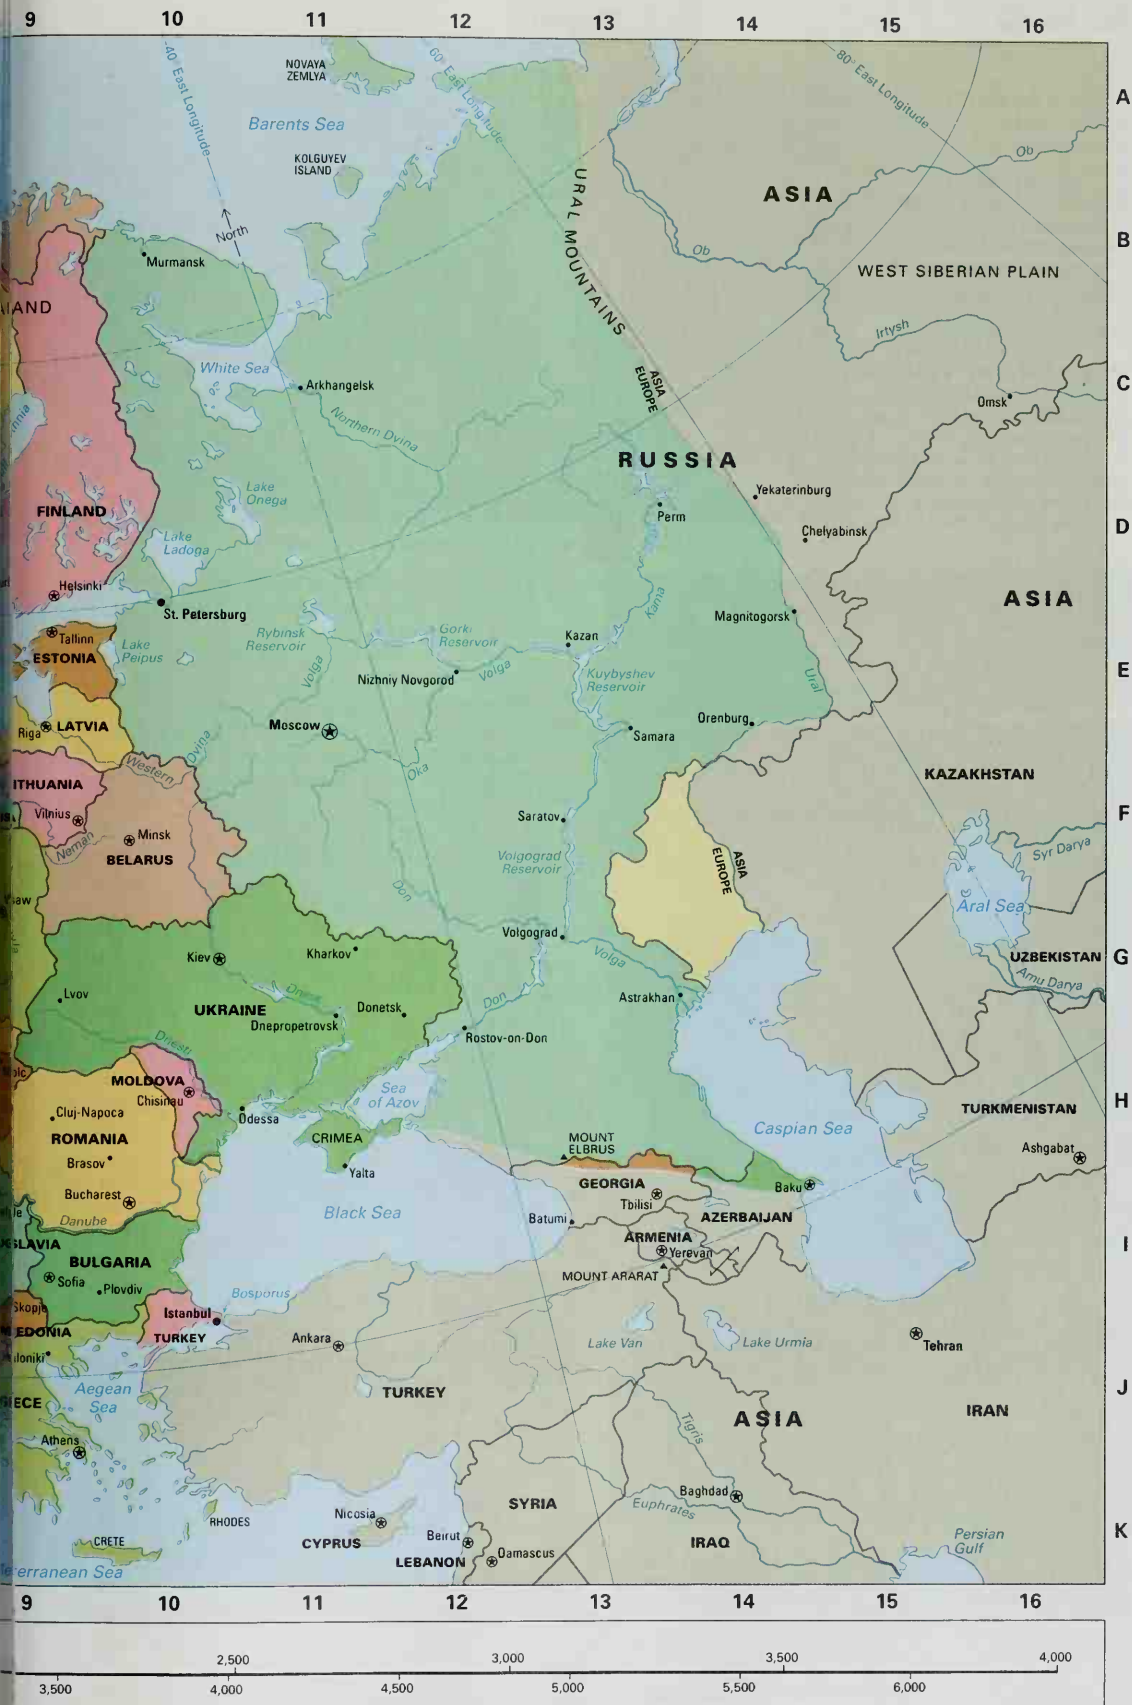 9 10 11 12 13 14 15 16
NOVAYA
ZEMLYA
40° East Longitude
60° East Longitude
80° East Longitude
A
Barents Sea
KOLGUYEV
ISLAND
Ob
ASIA
URAL MOUNTAINS
North
B
Murmansk
Ob
WEST SIBERIAN PLAIN
Irtysh
White Sea
Arkhangelsk
ASIA
EUROPE
C
Omsk
Northern Dvina
RUSSIA
Lake
Onega
Yekaterinburg
FINLAND
Perm
D
Chelyabinsk
Lake
Ladoga
Helsinki
ASIA
St. Petersburg
Kama
Magnitogorsk
Tallinn
ESTONIA
Lake
Peipus
Rybinsk
Reservoir
Gorki
Reservoir
Kazan
Volga
Volga
E
Nizhniy Novgorod
Kuybyshev
Reservoir
Ural
Riga
LATVIA
Moscow
Orenburg
Samara
Western
Dvina
Oka
KAZAKHSTAN
ITHUANIA
Vilnius
Neman
Minsk
BELARUS
Saratov
F
Volgograd
Reservoir
ASIA
EUROPE
Syr Darya
Don
Aral Sea
Volgograd
Volga
G
Kiev
Kharkov
UZBEKISTAN
Amu Darya
Lvov
Astrakhan
UKRAINE
Donetsk
Don
Dnepropetrovsk
Rostov-on-Don
MOLDOVA
Chisinau
Sea
of Azov
H
Cluj-Napoca
Odessa
TURKMENISTAN
ROMANIA
CRIMEA
Caspian Sea
Brasov
Yalta
MOUNT
ELBRUS
Ashgabat
Bucharest
GEORGIA
Baku
Danube
Black Sea
Tbilisi
Batumi
AZERBAIJAN
BULGARIA
ARMENIA
I
Sofia
Yerevan
Plovdiv
MOUNT ARARAT
Bosporus
Skopje
Istanbul
EDONIA
TURKEY
Ankara
Lake Van
Lake Urmia
Tehran
Aegean
Sea
TURKEY
J
ASIA
IRAN
Athens
Tigris
Baghdad
SYRIA
Euphrates
RHODES
Nicosia
CRETE
CYPRUS
Beirut
LEBANON
Damascus
IRAQ
Persian
Gulf
K
erranean Sea
9 10 11 12 13 14 15 16
2,500 3,000 3,500 4,000
3,500 4,000 4,500 5,000 5,500 6,000